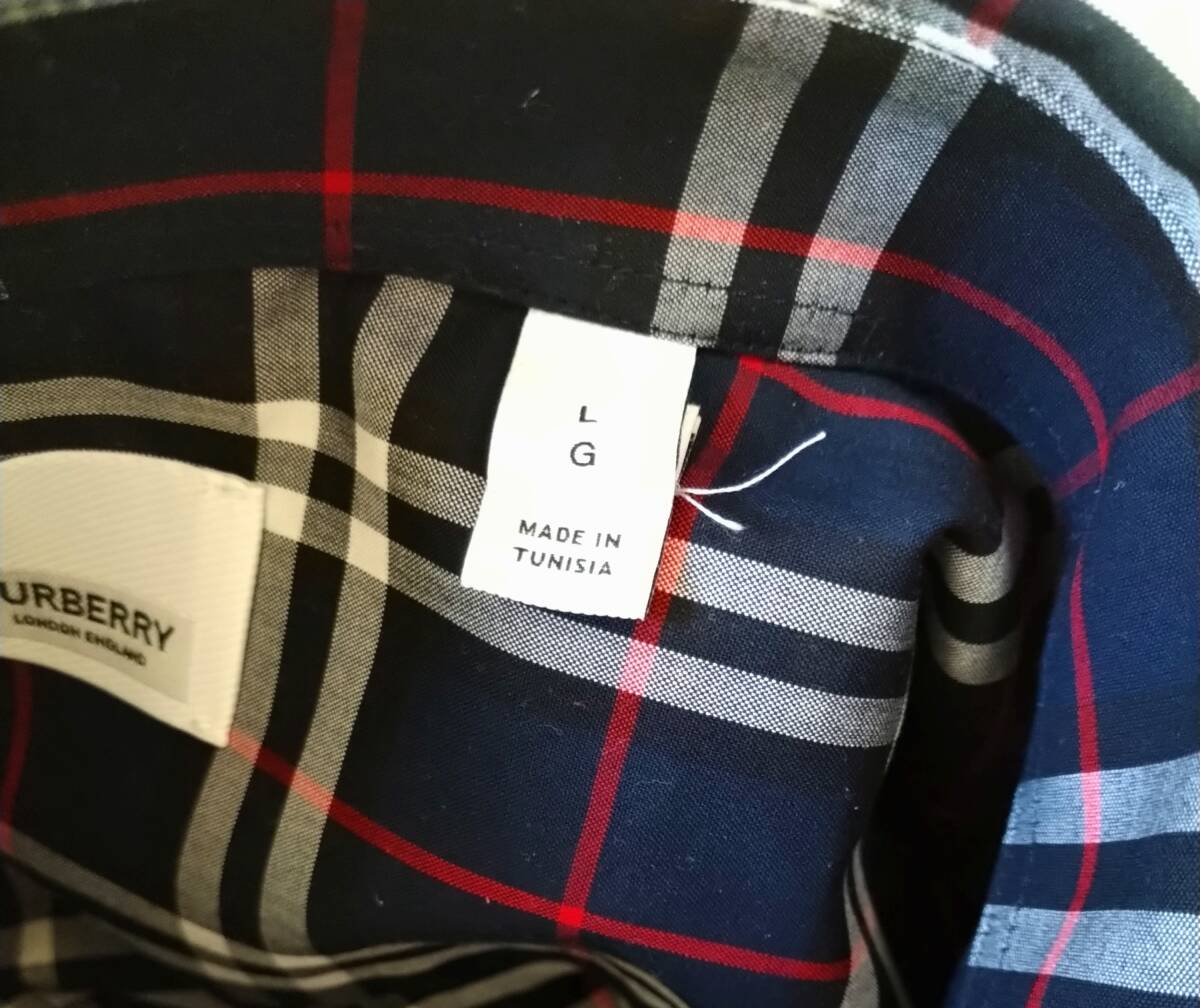 L
G
MADE IN
TUNISIA
URBERRY
LONDON ENGLAND